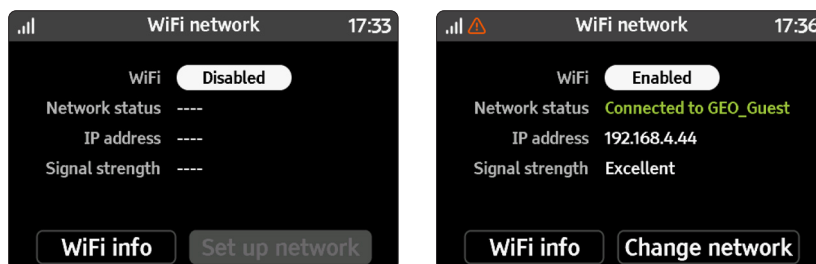 WiFi network 17:33
WiFi Disabled
Network status ----
IP address ----
Signal strength ----
WiFi info Set up network
WiFi network 17:36
WiFi Enabled
Network status Connected to GEO_Guest
IP address 192.168.4.44
Signal strength Excellent
WiFi info Change network